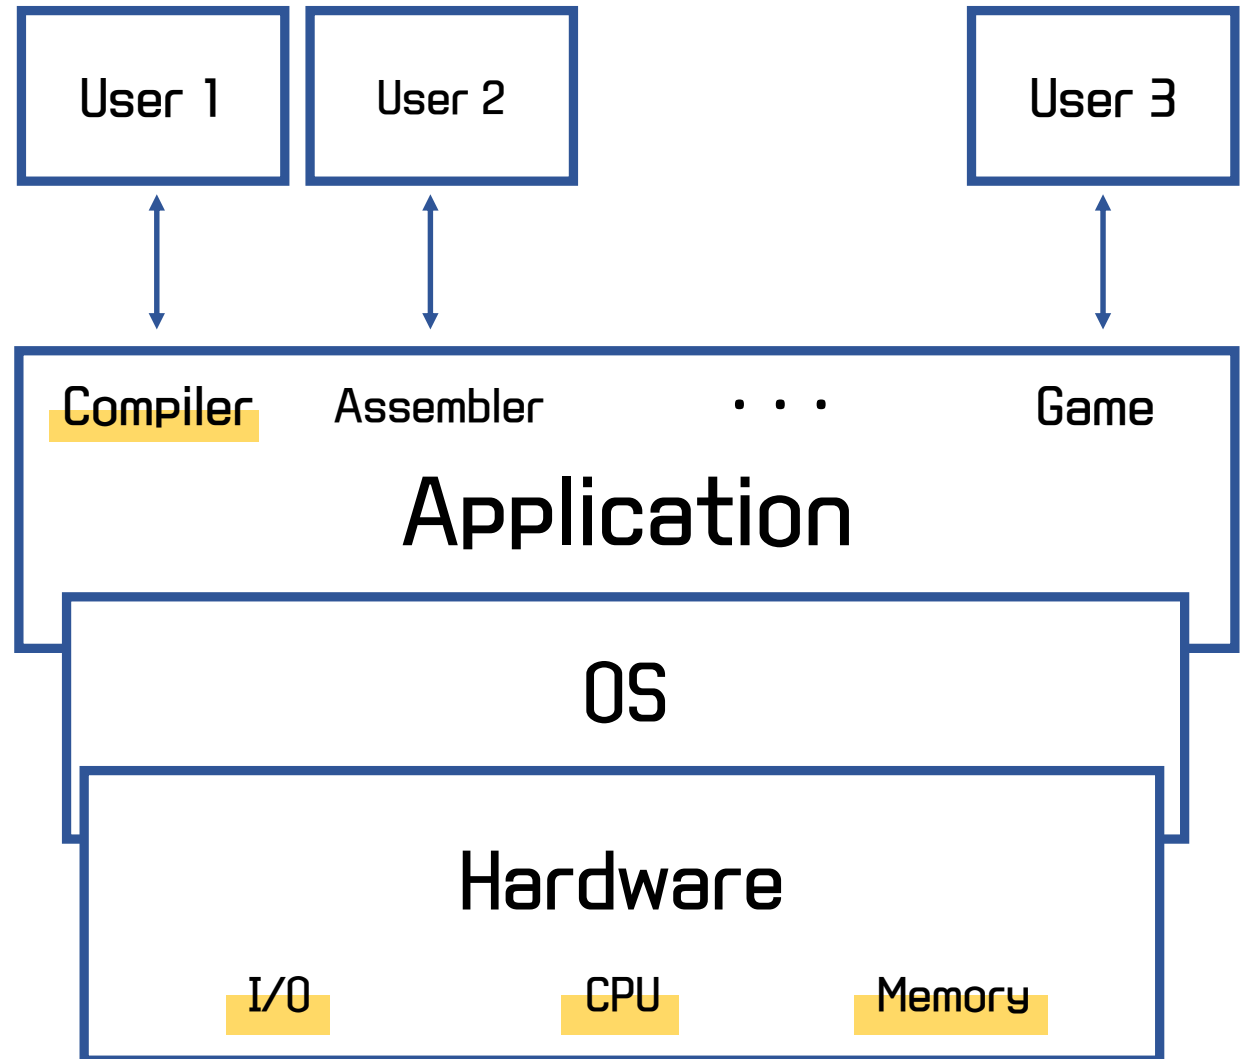 User 1
User 2
User 3
Compiler
Assembler
. . .
Game
Application
OS
Hardware
I/O
CPU
Memory